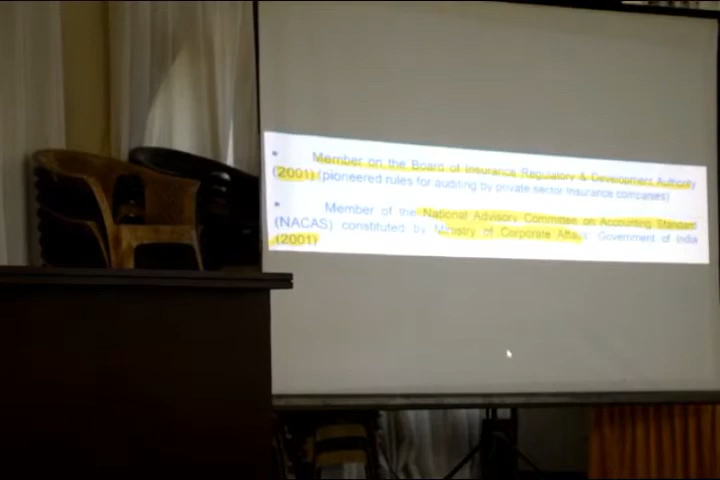 • Member on the Board of Insurance Regulatory & Development Authority
(2001) (pioneered rules for auditing by private sector Insurance companies)
• Member of the National Advisory Committee on Accounting Standard
(NACAS) constituted by Ministry of Corporate Government of India
(2001)